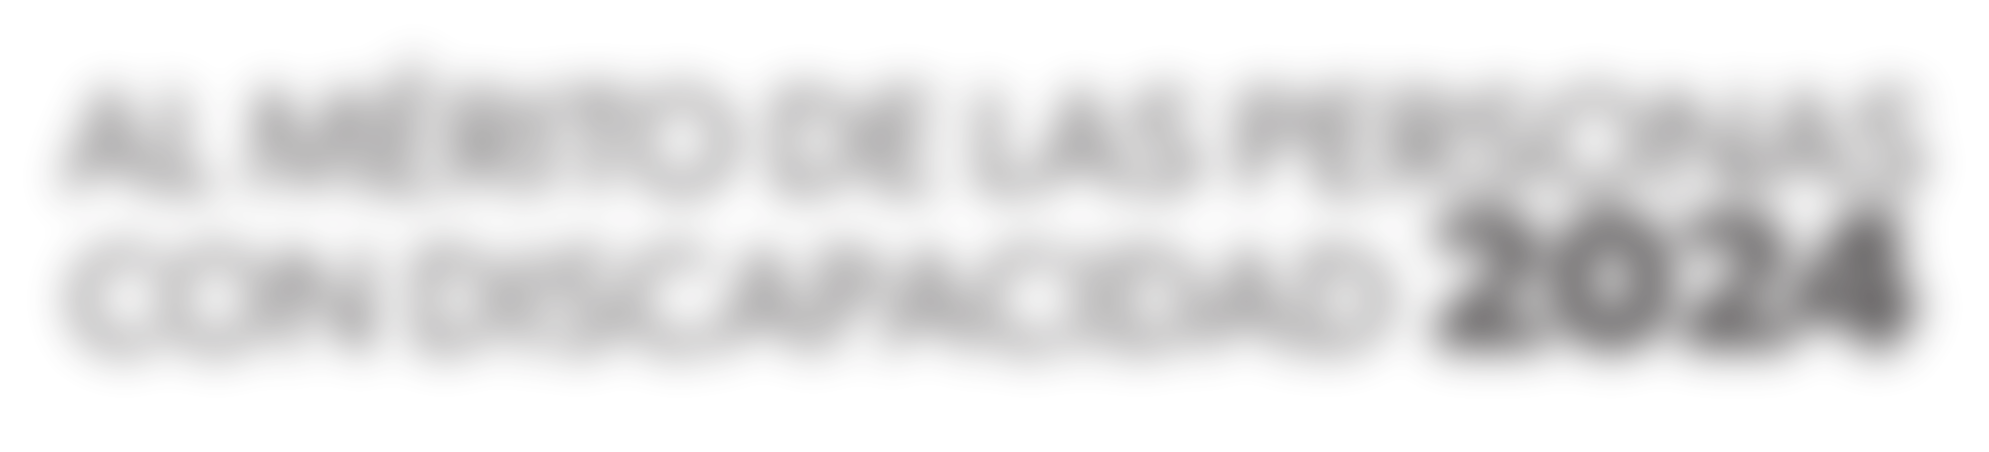 AL MÉRITO DE LAS PERSONAS
CON DISCAPACIDAD 2024